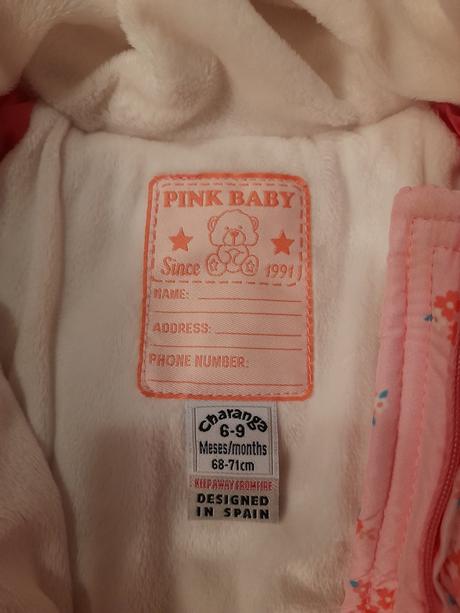 PINK BABY
Since 1991
NAME:
ADDRESS:
PHONE NUMBER:
Charanga
6-9
Meses/months
68-71cm
KEEP AWAY FROM FIRE
DESIGNED
IN SPAIN